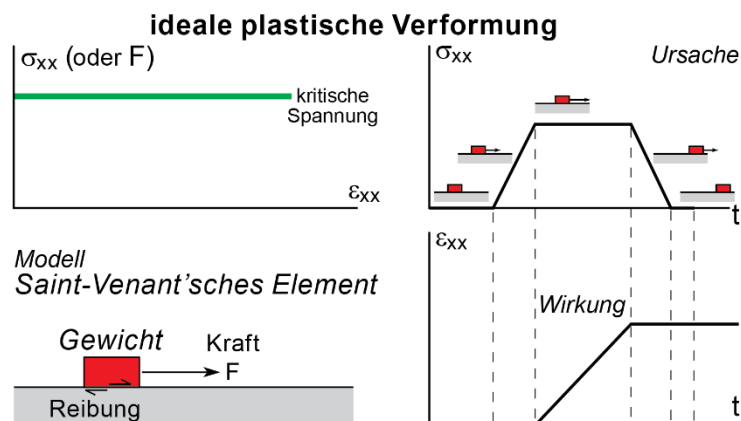 ideale plastische Verformung
σxx (oder F)
kritische
Spannung
εxx
σxx
Ursache
t
Modell
Saint-Venant'sches Element
Gewicht
Kraft
F
Reibung
εxx
Wirkung
t